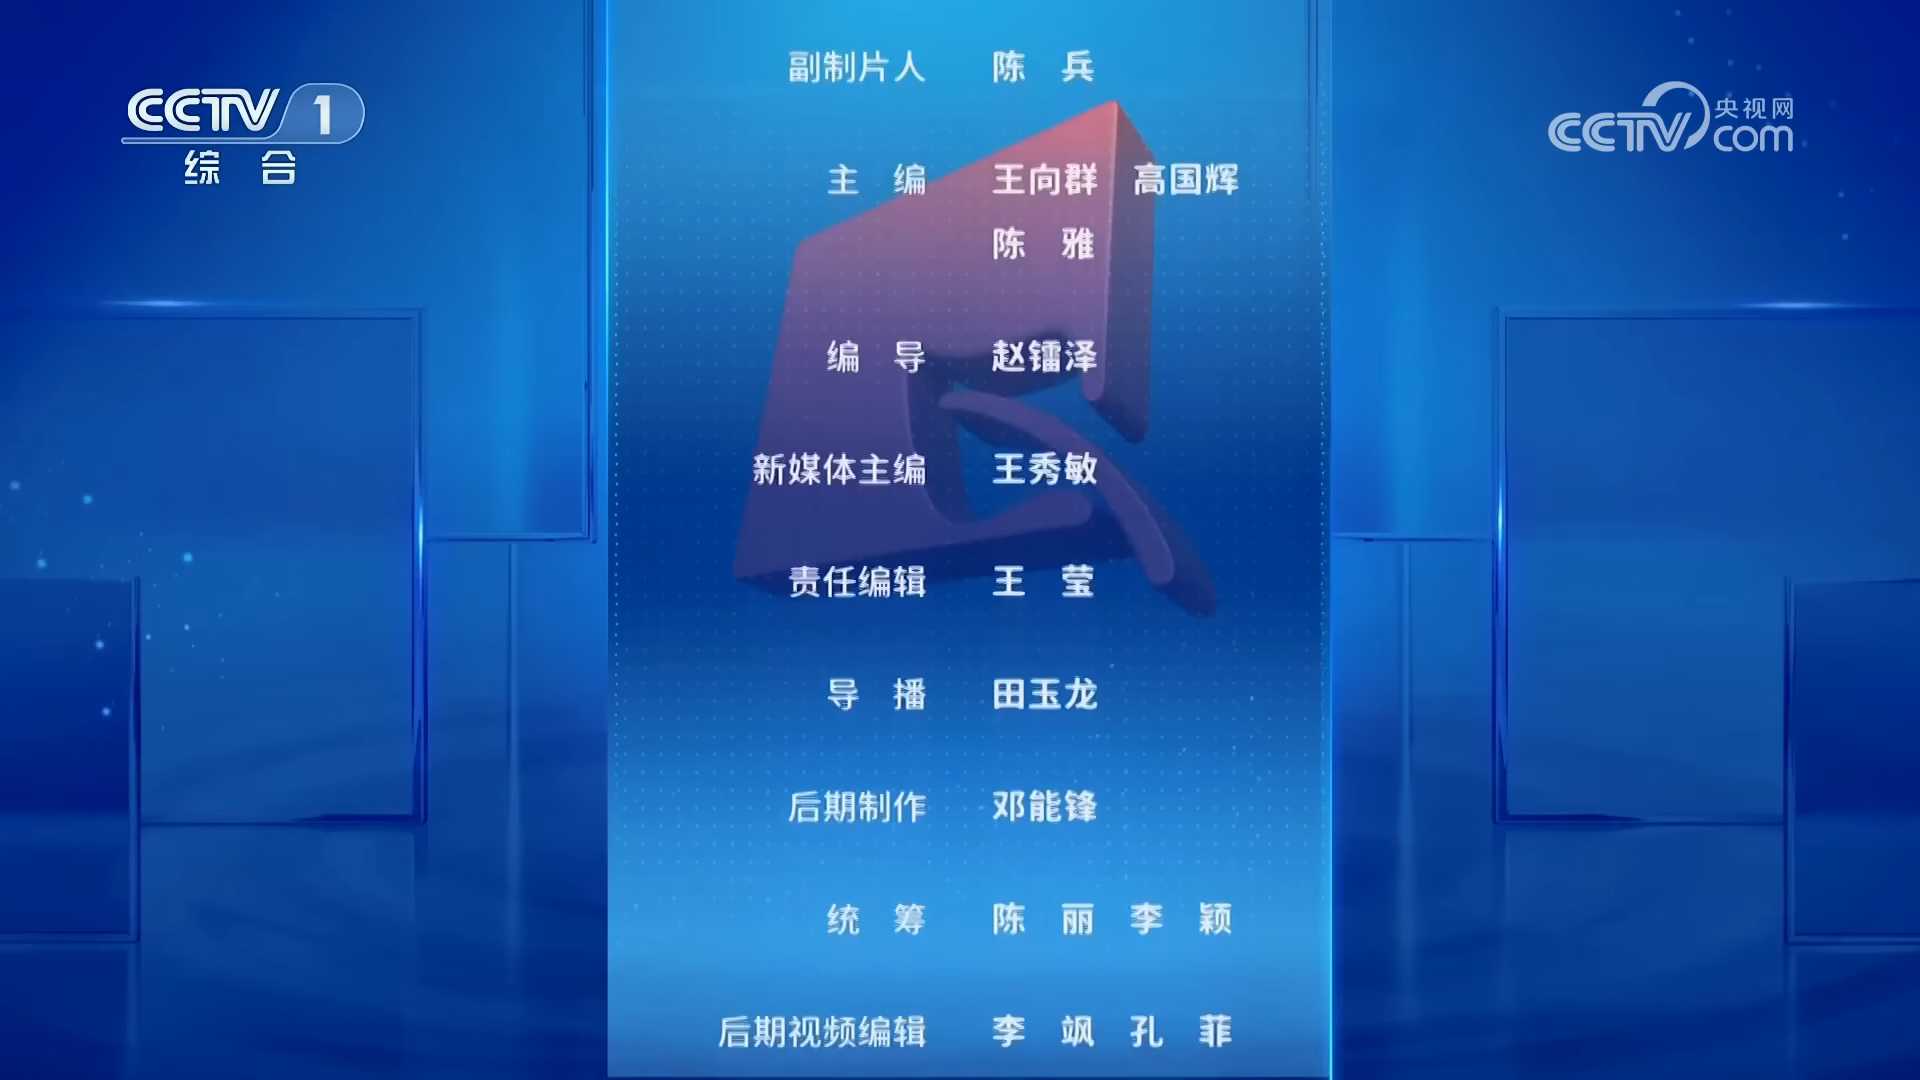 CCTV 1
综 合
央视网
CCTV.com
副制片人 陈 兵
主 编 王向群 高国辉
陈 雅
编 导 赵镭泽
新媒体主编 王秀敏
责任编辑 王 莹
导 播 田玉龙
后期制作 邓能锋
统 筹 陈 丽 李 颖
后期视频编辑 李 飒 孔 菲